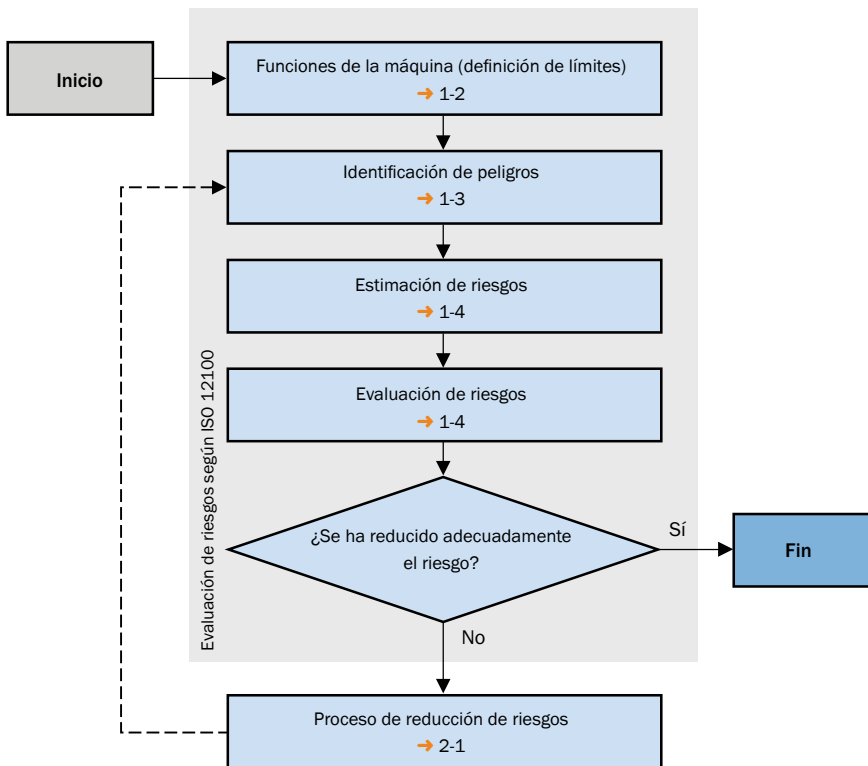 Inicio
Funciones de la máquina (definición de límites)
➔ 1-2
Identificación de peligros
➔ 1-3
Estimación de riesgos
➔ 1-4
Evaluación de riesgos
➔ 1-4
Evaluación de riesgos según ISO 12100
¿Se ha reducido adecuadamente
el riesgo?
Sí
Fin
No
Proceso de reducción de riesgos
➔ 2-1